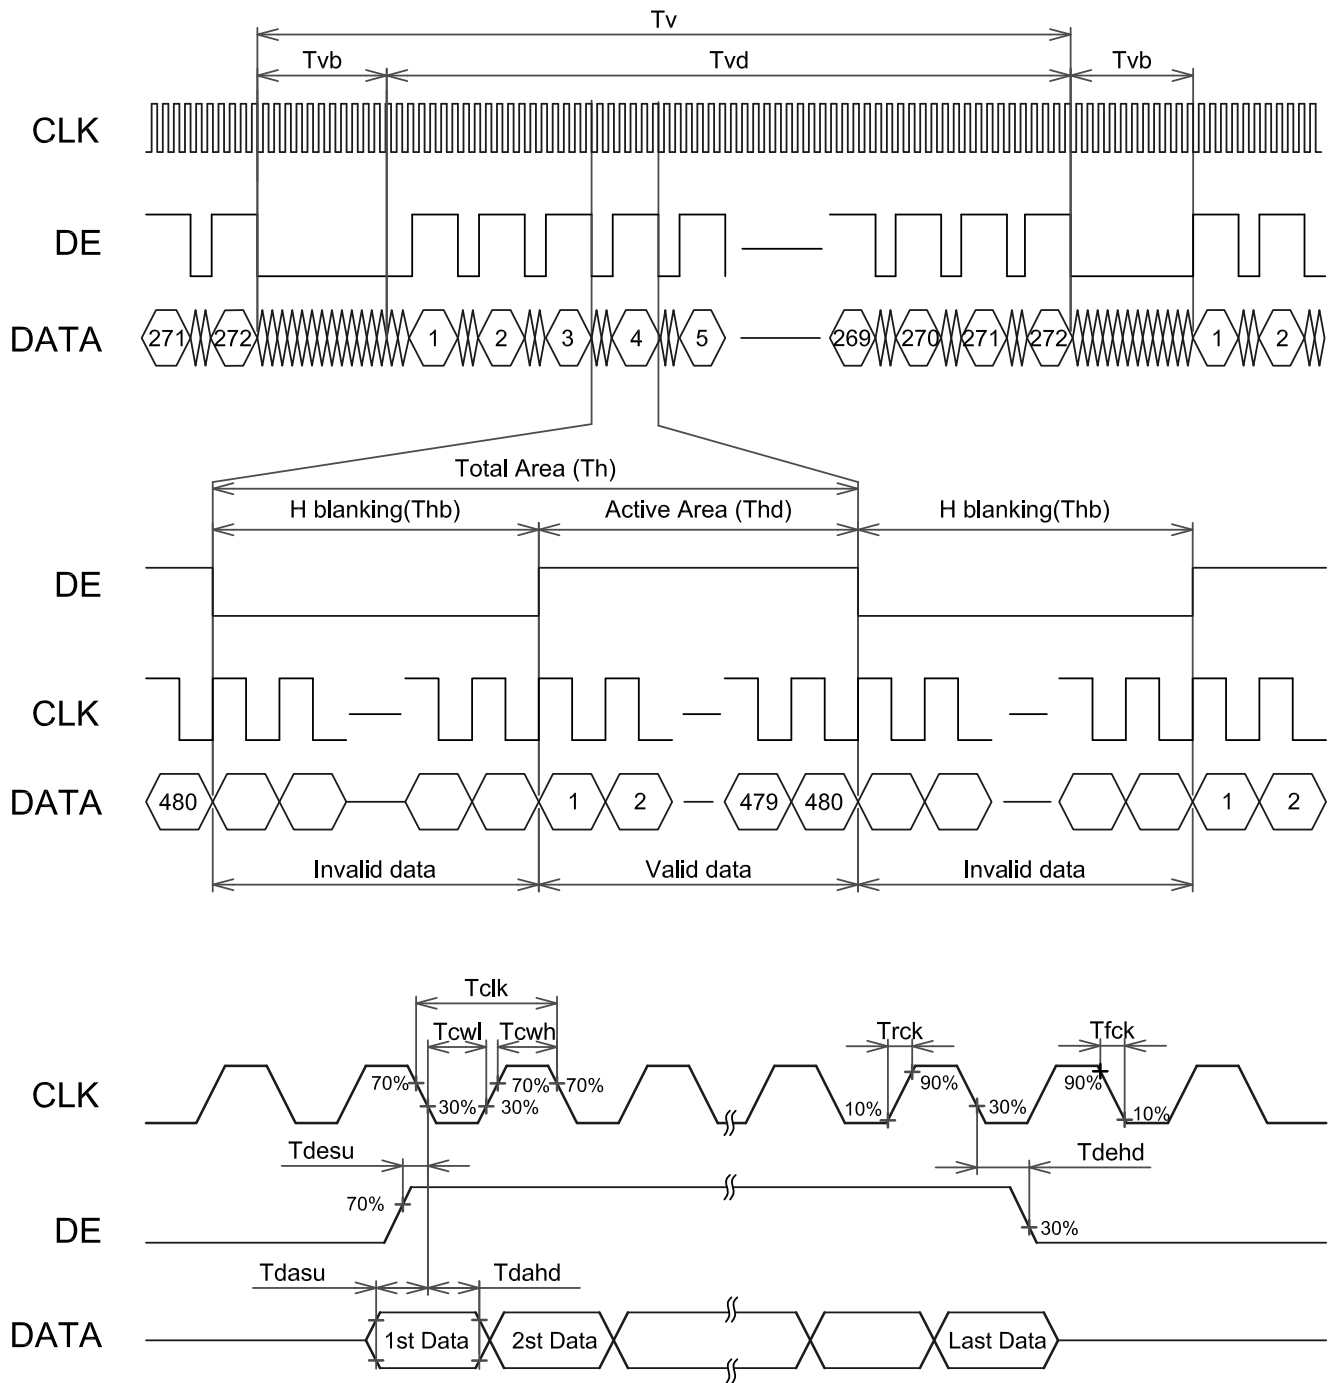 Tv
Tvb Tvd Tvb
CLK
DE
DATA 271 272 1 2 3 4 5 269 270 271 272 1 2
Total Area (Th)
H blanking(Thb) Active Area (Thd) H blanking(Thb)
DE
CLK
DATA 480 1 2 479 480 1 2
Invalid data Valid data Invalid data
Tclk
Tcwl Tcwh Trck Tfck
CLK 70% 70% 70% 90% 90%
30% 30% 10% 30% 10%
Tdesu Tdehd
DE 70% 30%
Tdasu Tdahd
DATA 1st Data 2st Data Last Data